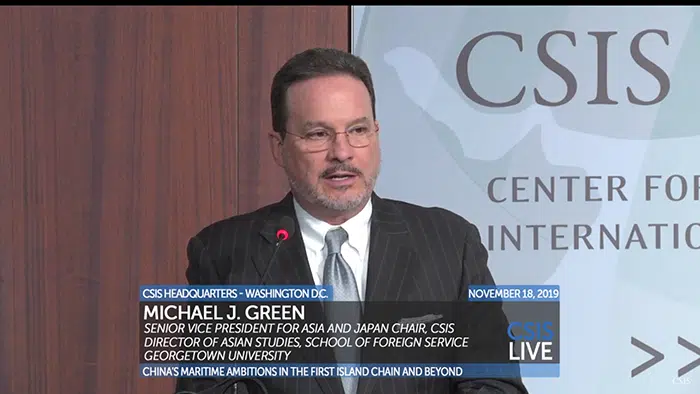 CSIS
CENTER FOR
INTERNATIO
CSIS HEADQUARTERS - WASHINGTON D.C.
NOVEMBER 18, 2019
MICHAEL J. GREEN
SENIOR VICE PRESIDENT FOR ASIA AND JAPAN CHAIR, CSIS
DIRECTOR OF ASIAN STUDIES, SCHOOL OF FOREIGN SERVICE
GEORGETOWN UNIVERSITY
CSIS
LIVE
CHINA'S MARITIME AMBITIONS IN THE FIRST ISLAND CHAIN AND BEYOND
>>
CSIS